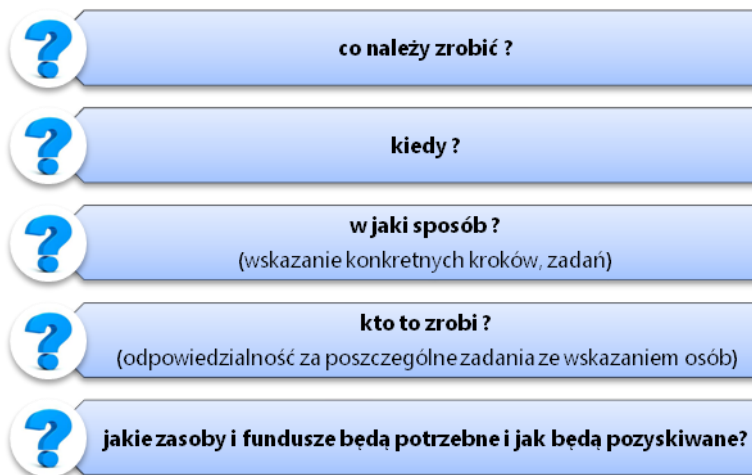 co należy zrobić ?
kiedy ?
w jaki sposób ?
(wskazanie konkretnych kroków, zadań)
kto to zrobi ?
(odpowiedzialność za poszczególne zadania ze wskazaniem osób)
jakie zasoby i fundusze będą potrzebne i jak będą pozyskiwane?